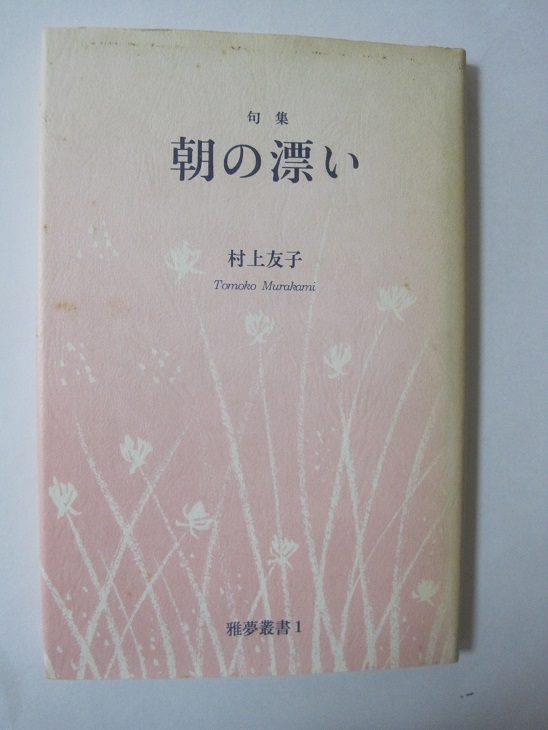 句集
朝の漂い
村上友子
Tomoko Murakami
雅夢叢書1